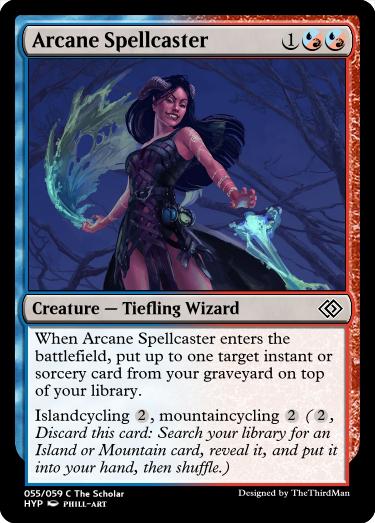 Arcane Spellcaster 1
Creature — Tiefling Wizard
When Arcane Spellcaster enters the
battlefield, put up to one target instant or
sorcery card from your graveyard on top
of your library.
Islandcycling 2, mountaincycling 2 (2,
Discard this card: Search your library for an
Island or Mountain card, reveal it, and put it
into your hand, then shuffle.)
055/059 C The Scholar
Designed by TheThirdMan
HYP PHILL-ART